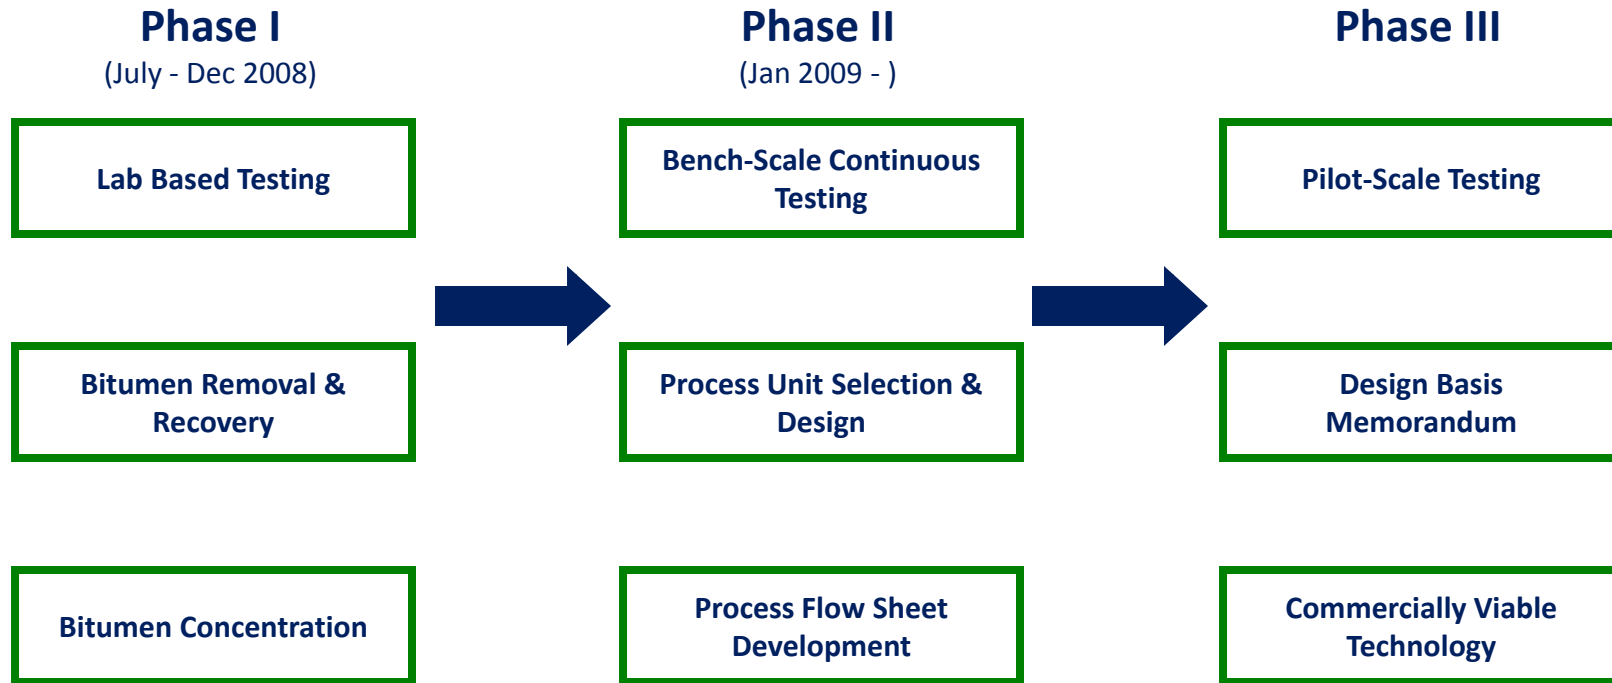 Phase I
(July - Dec 2008)
Lab Based Testing
Bitumen Removal &
Recovery
Bitumen Concentration
Phase II
(Jan 2009 - )
Bench-Scale Continuous
Testing
Process Unit Selection &
Design
Process Flow Sheet
Development
Phase III
Pilot-Scale Testing
Design Basis
Memorandum
Commercially Viable
Technology